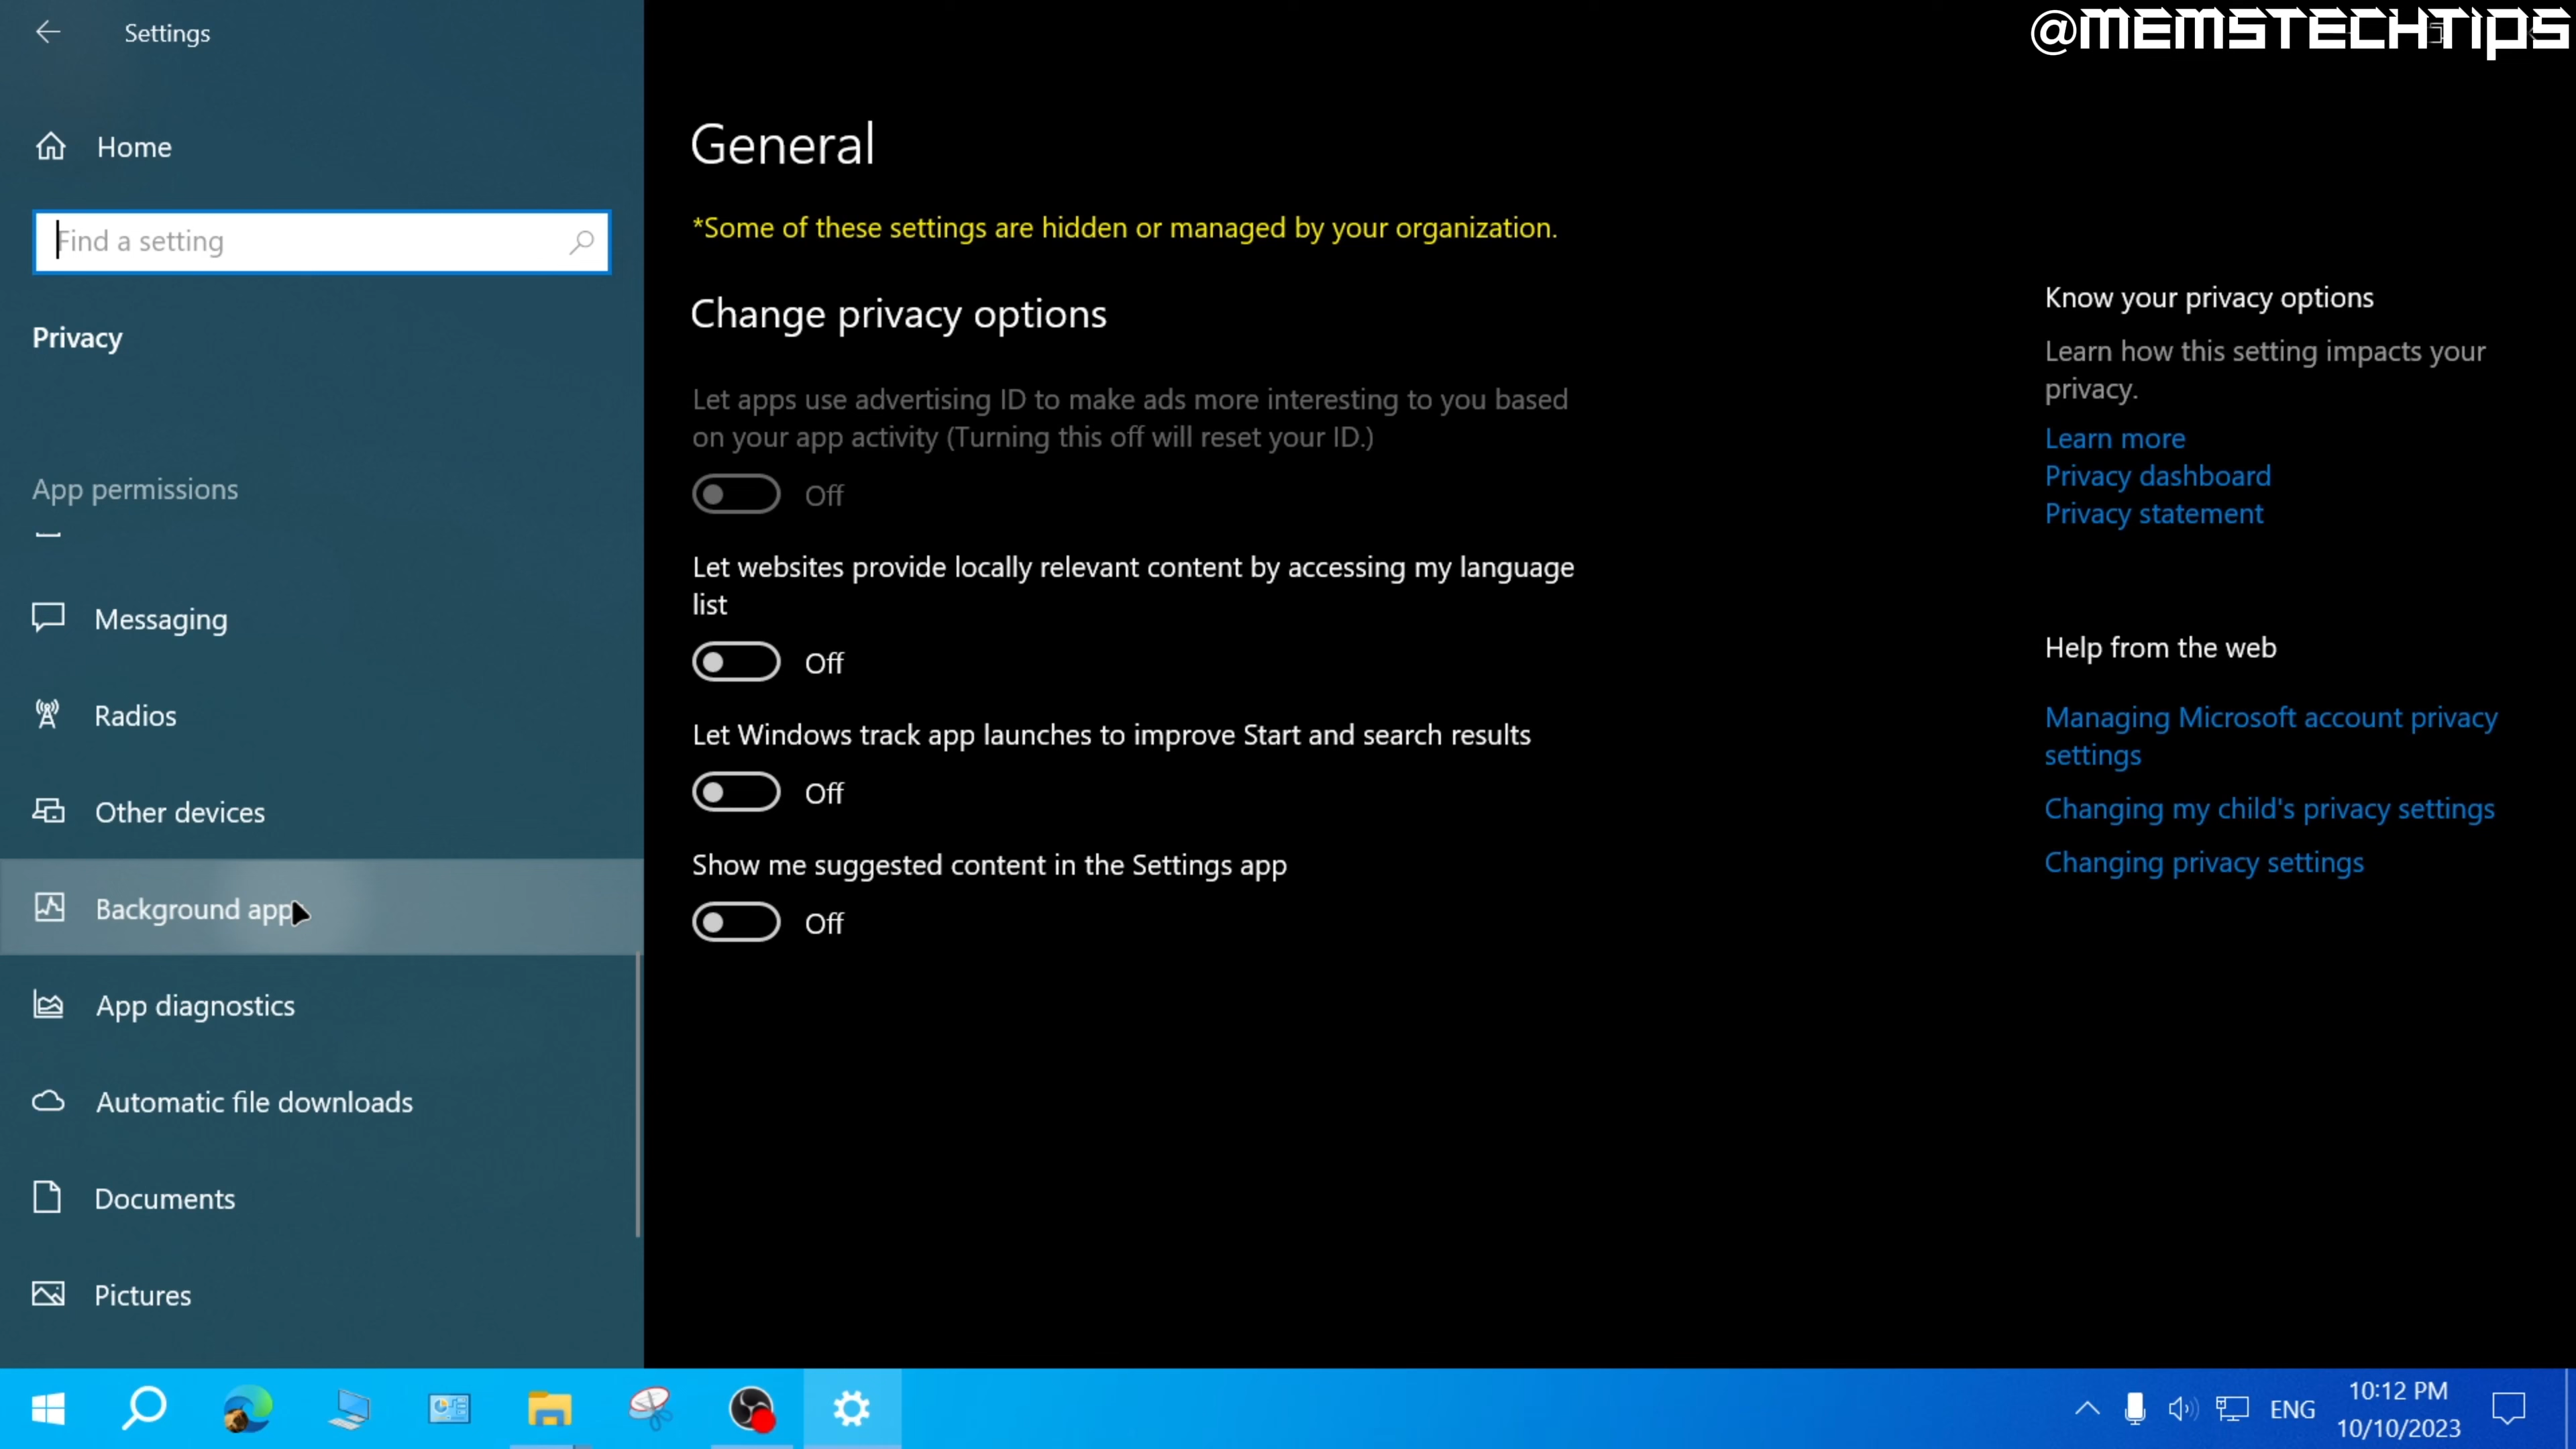 Settings
@MEMSTECHTIPS
Home
Find a setting
Privacy
App permissions
Messaging
Radios
Other devices
Background app
App diagnostics
Automatic file downloads
Documents
Pictures
General
*Some of these settings are hidden or managed by your organization.
Change privacy options
Let apps use advertising ID to make ads more interesting to you based
on your app activity (Turning this off will reset your ID.)
Off
Let websites provide locally relevant content by accessing my language
list
Off
Let Windows track app launches to improve Start and search results
Off
Show me suggested content in the Settings app
Off
Know your privacy options
Learn how this setting impacts your
privacy.
Learn more
Privacy dashboard
Privacy statement
Help from the web
Managing Microsoft account privacy
settings
Changing my child's privacy settings
Changing privacy settings
ENG
10:12 PM
10/10/2023